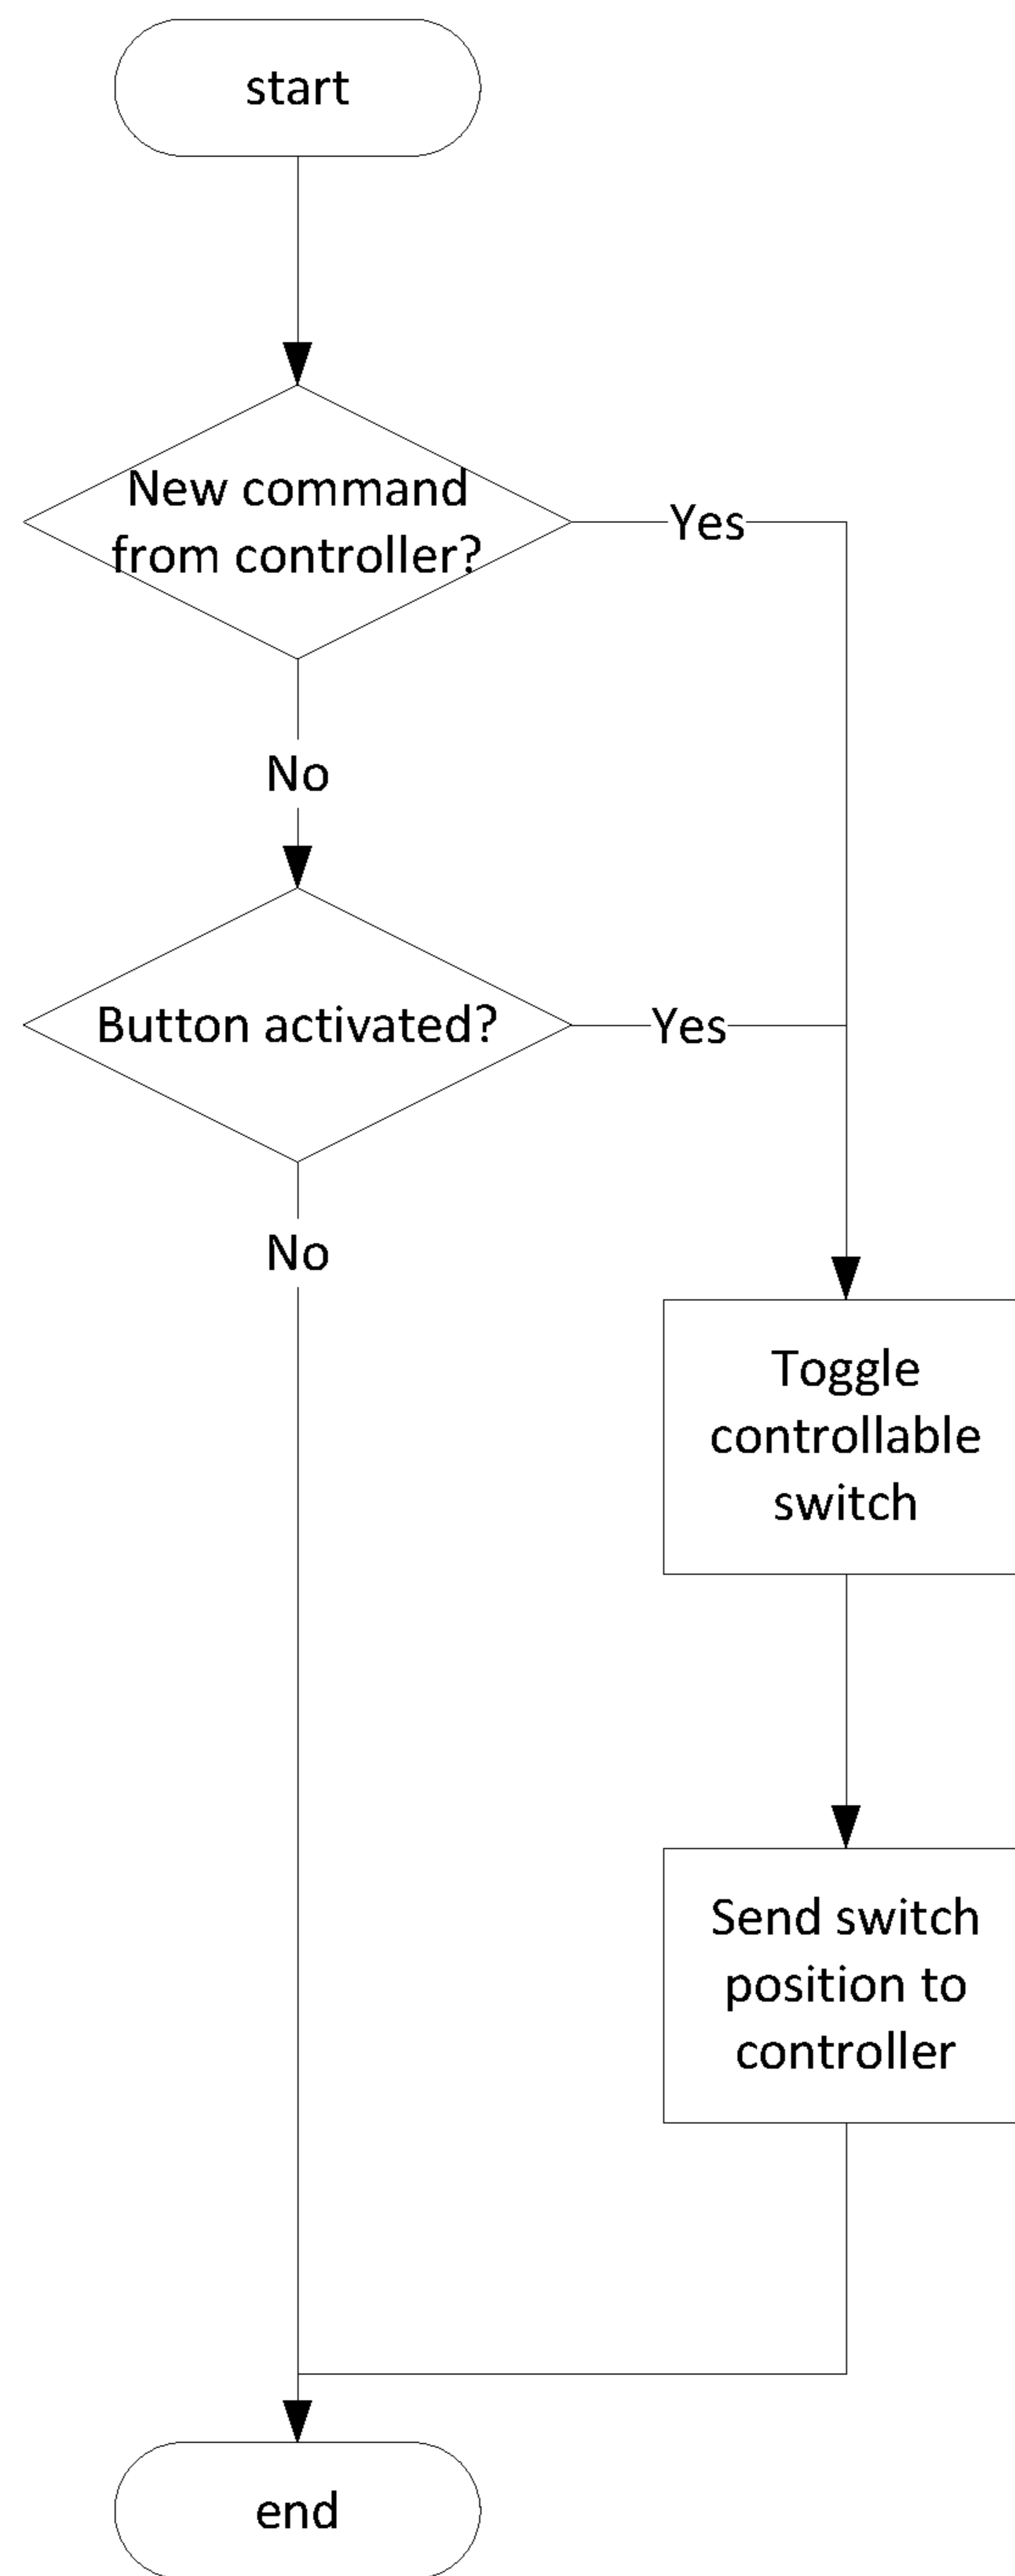 start
New command
from controller?
Yes
No
Button activated?
Yes
No
Toggle
controllable
switch
Send switch
position to
controller
end